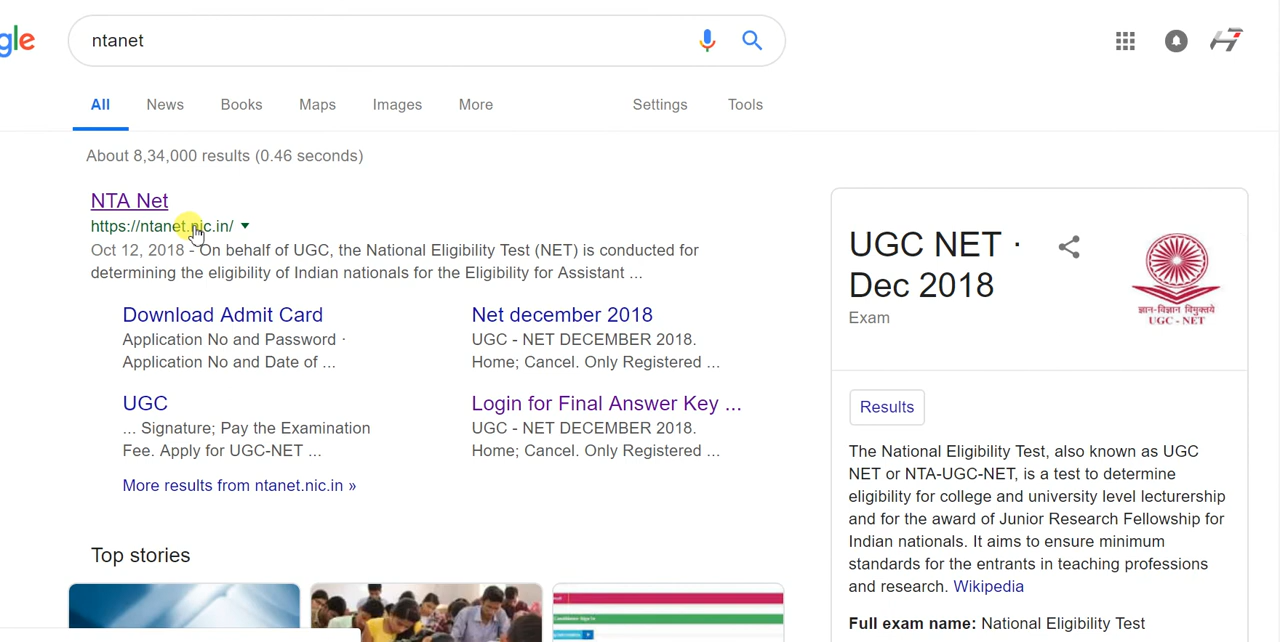 gle
ntanet
All News Books Maps Images More Settings Tools
About 8,34,000 results (0.46 seconds)
NTA Net
https://ntanet.nic.in/
Oct 12, 2018 - On behalf of UGC, the National Eligibility Test (NET) is conducted for
determining the eligibility of Indian nationals for the Eligibility for Assistant ...
Download Admit Card
Application No and Password ·
Application No and Date of ...
Net december 2018
UGC - NET DECEMBER 2018.
Home; Cancel. Only Registered ...
UGC
... Signature; Pay the Examination
Fee. Apply for UGC-NET ...
Login for Final Answer Key ...
UGC - NET DECEMBER 2018.
Home; Cancel. Only Registered ...
More results from ntanet.nic.in »
Top stories
UGC NET ·
Dec 2018
Exam
ज्ञान-विज्ञान विमुक्तये
UGC - NET
Results
The National Eligibility Test, also known as UGC
NET or NTA-UGC-NET, is a test to determine
eligibility for college and university level lecturership
and for the award of Junior Research Fellowship for
Indian nationals. It aims to ensure minimum
standards for the entrants in teaching professions
and research. Wikipedia
Full exam name: National Eligibility Test